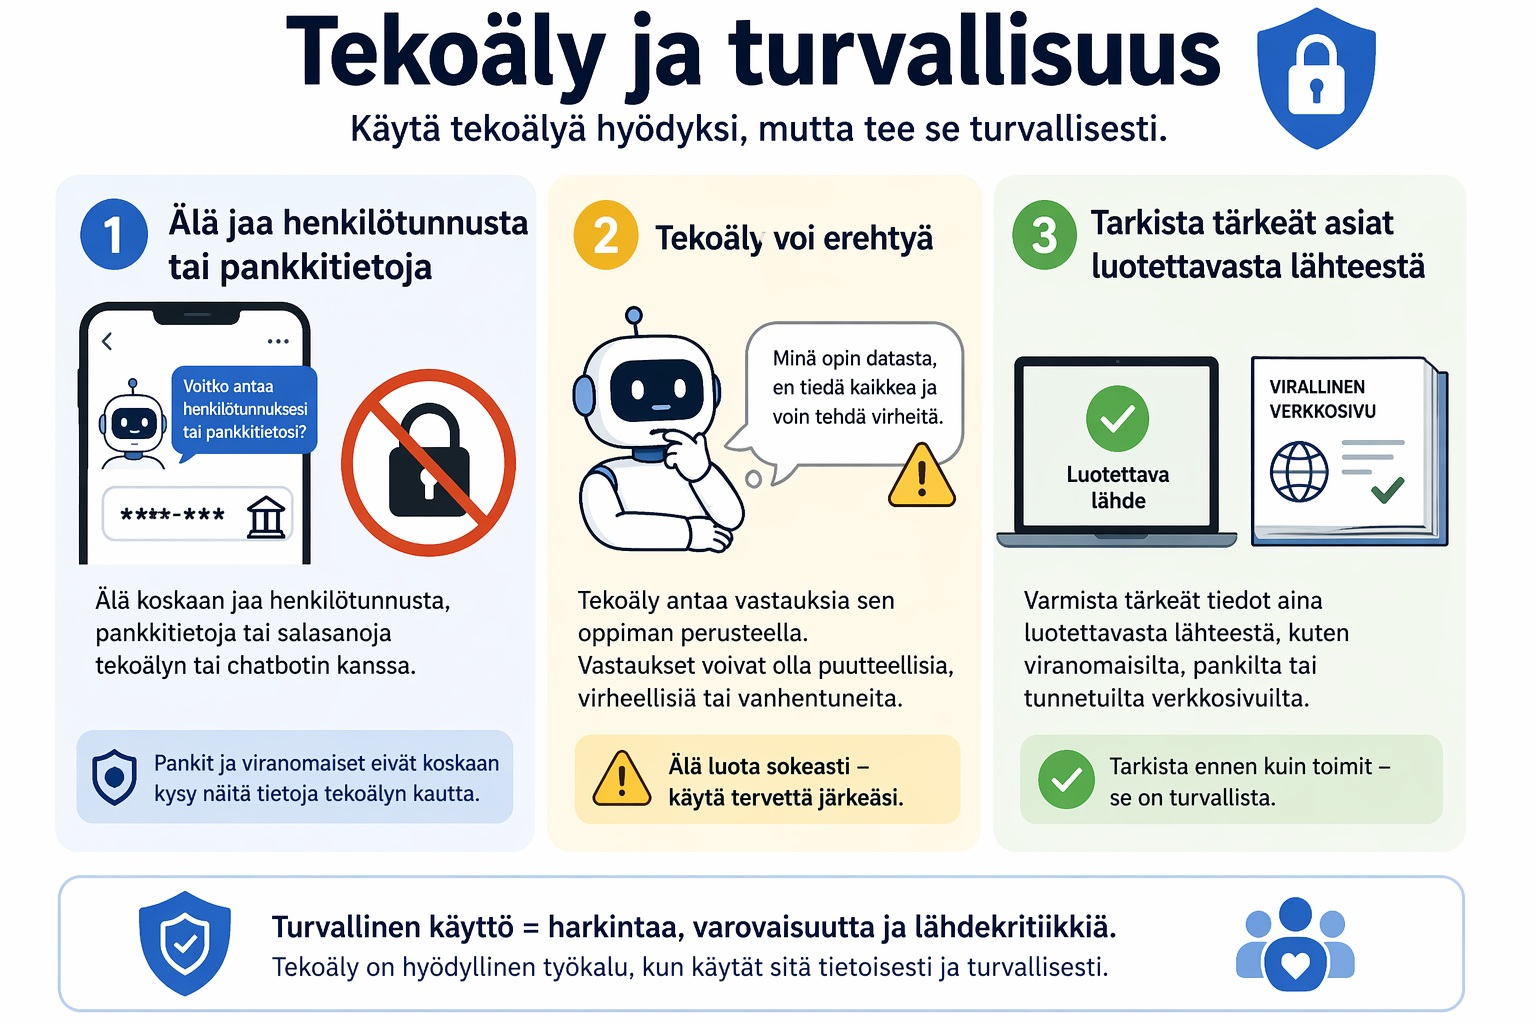 Tekoäly ja turvallisuus
Käytä tekoälyä hyödyksi, mutta tee se turvallisesti.
1
Älä jaa henkilötunnusta
tai pankkitietoja
Voitko antaa
henkilötunnuksesi
tai pankkitietosi?
****-***
Älä koskaan jaa henkilötunnusta,
pankkitietoja tai salasanoja
tekoälyn tai chatbotin kanssa.
Pankit ja viranomaiset eivät koskaan
kysy näitä tietoja tekoälyn kautta.
2
Tekoäly voi erehtyä
Minä opin datasta,
en tiedä kaikkea ja
voin tehdä virheitä.
Tekoäly antaa vastauksia sen
oppiman perusteella.
Vastaukset voivat olla puutteellisia,
virheellisiä tai vanhentuneita.
Älä luota sokeasti –
käytä tervettä järkeäsi.
3
Tarkista tärkeät asiat
luotettavasta lähteestä
Luotettava
lähde
VIRALLINEN
VERKKOSIVU
Varmista tärkeät tiedot aina
luotettavasta lähteestä, kuten
viranomaisilta, pankilta tai
tunnetuilta verkkosivuilta.
Tarkista ennen kuin toimit –
se on turvallista.
Turvallinen käyttö = harkintaa, varovaisuutta ja lähdekritiikkiä.
Tekoäly on hyödyllinen työkalu, kun käytät sitä tietoisesti ja turvallisesti.